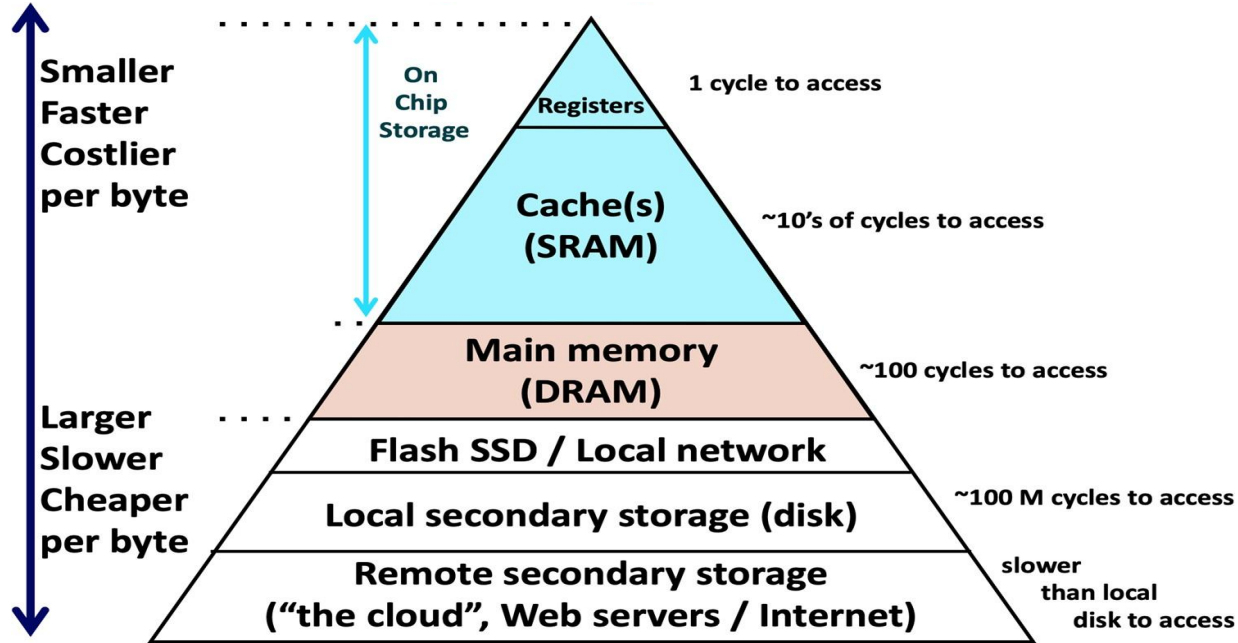 Smaller
Faster
Costlier
per byte
On
Chip
Storage
Registers
1 cycle to access
Cache(s)
(SRAM)
~10’s of cycles to access
Main memory
(DRAM)
~100 cycles to access
Larger
Slower
Cheaper
per byte
Flash SSD / Local network
Local secondary storage (disk)
~100 M cycles to access
Remote secondary storage
(“the cloud”, Web servers / Internet)
slower
than local
disk to access